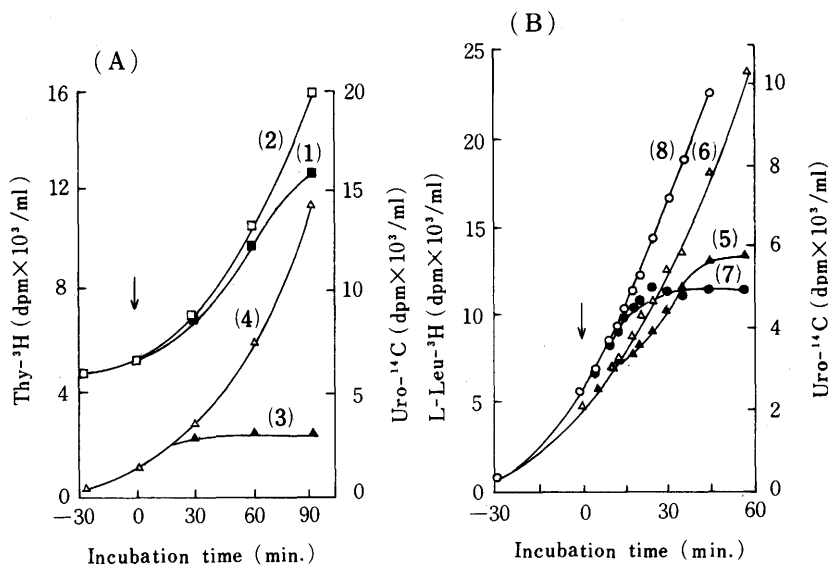 (A)
Thy-³H (dpm×10³/ml)
16
12
8
4
0
20
15
10
5
0
Uro-¹⁴C (dpm×10³/ml)
(2)
(1)
(4)
(3)
−30 0 30 60 90
Incubation time (min.)
(B)
L-Leu-³H (dpm×10³/ml)
25
20
15
10
5
0
10
8
6
4
2
0
Uro-¹⁴C (dpm×10³/ml)
(8) (6)
(5)
(7)
−30 0 30 60
Incubation time (min.)